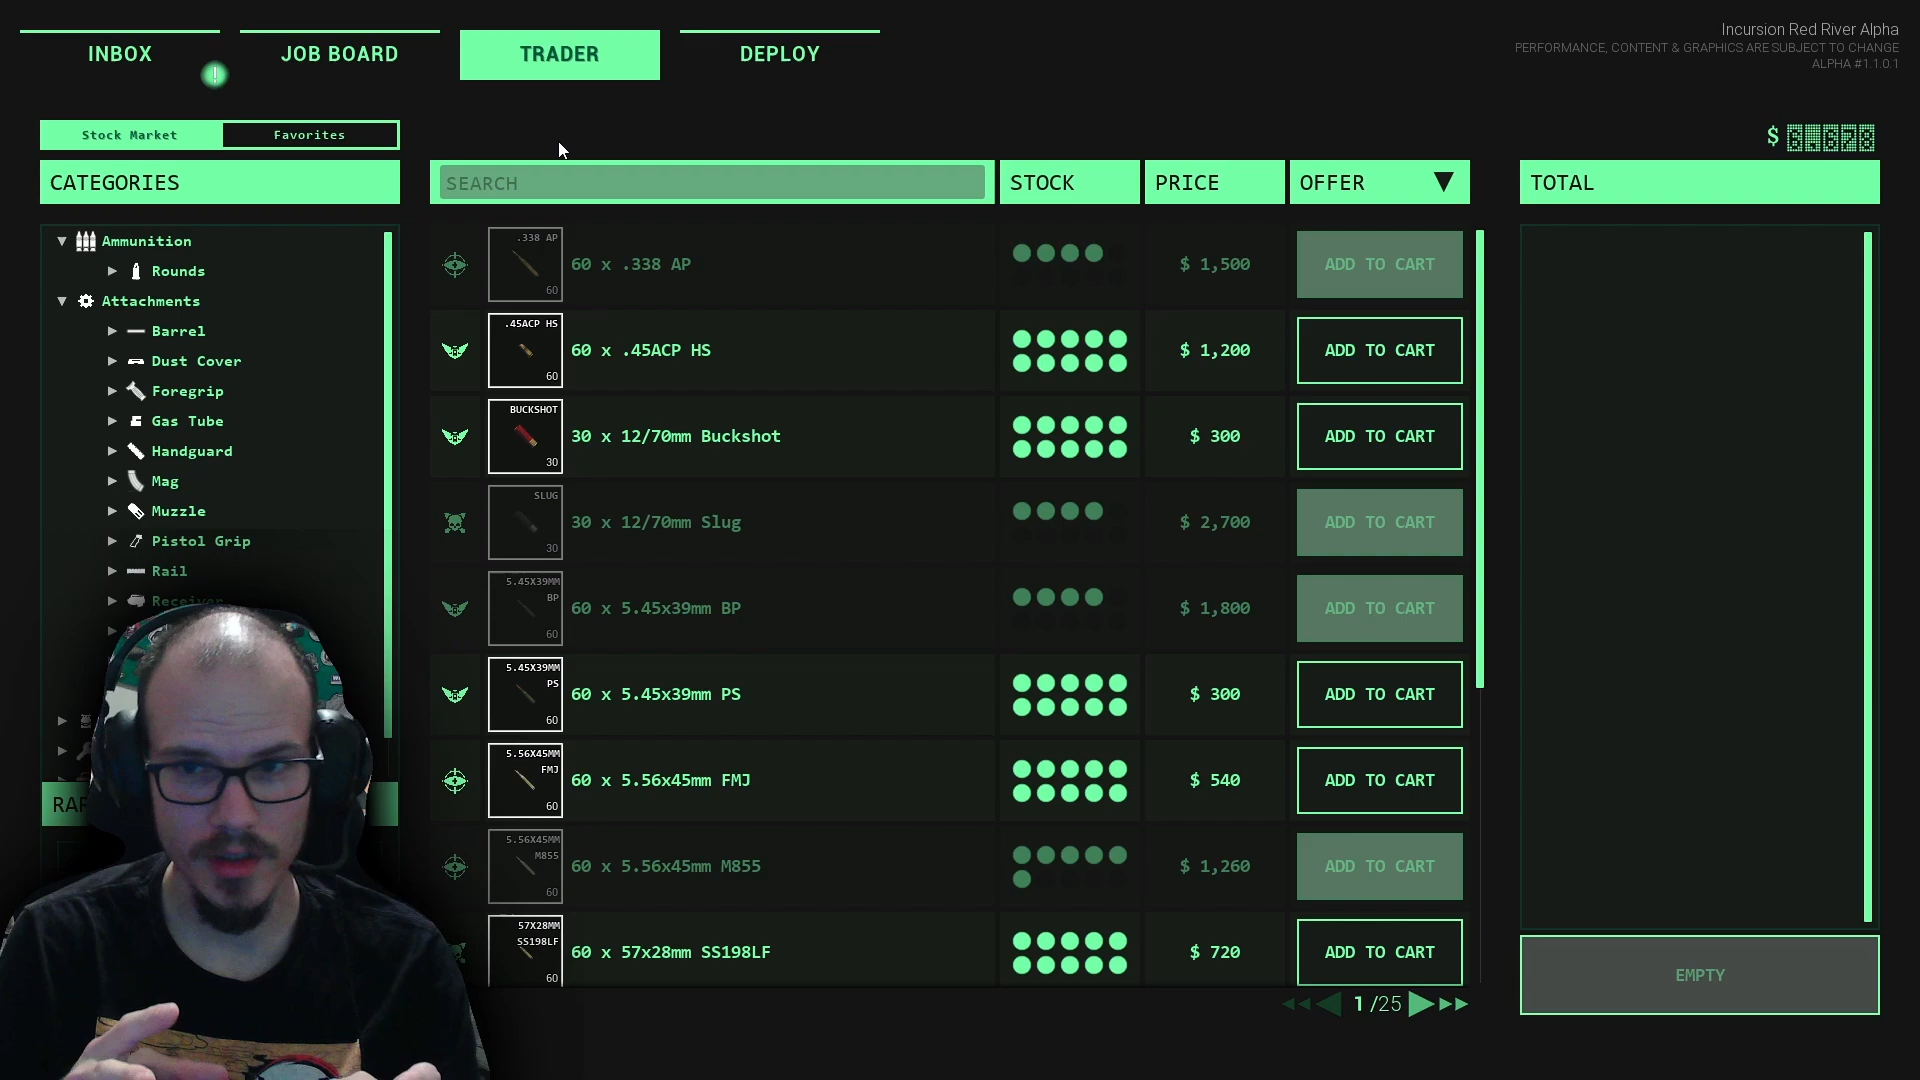 INBOX
JOB BOARD
TRADER
DEPLOY
Incursion Red River Alpha
PERFORMANCE, CONTENT & GRAPHICS ARE SUBJECT TO CHANGE
ALPHA #1.1.0.1
Stock Market
Favorites
$
CATEGORIES
SEARCH
STOCK
PRICE
OFFER
TOTAL
Ammunition
Rounds
Attachments
Barrel
Dust Cover
Foregrip
Gas Tube
Handguard
Mag
Muzzle
Pistol Grip
Rail
Receiver
.338 AP
60
60 x .338 AP
$ 1,500
ADD TO CART
.45ACP HS
60
60 x .45ACP HS
$ 1,200
ADD TO CART
BUCKSHOT
30
30 x 12/70mm Buckshot
$ 300
ADD TO CART
SLUG
30
30 x 12/70mm Slug
$ 2,700
ADD TO CART
5.45X39MM
BP
60
60 x 5.45x39mm BP
$ 1,800
ADD TO CART
5.45X39MM
PS
60
60 x 5.45x39mm PS
$ 300
ADD TO CART
5.56X45MM
FMJ
60
60 x 5.56x45mm FMJ
$ 540
ADD TO CART
5.56X45MM
M855
60
60 x 5.56x45mm M855
$ 1,260
ADD TO CART
57X28MM
SS198LF
60
60 x 57x28mm SS198LF
$ 720
ADD TO CART
1 /25
EMPTY